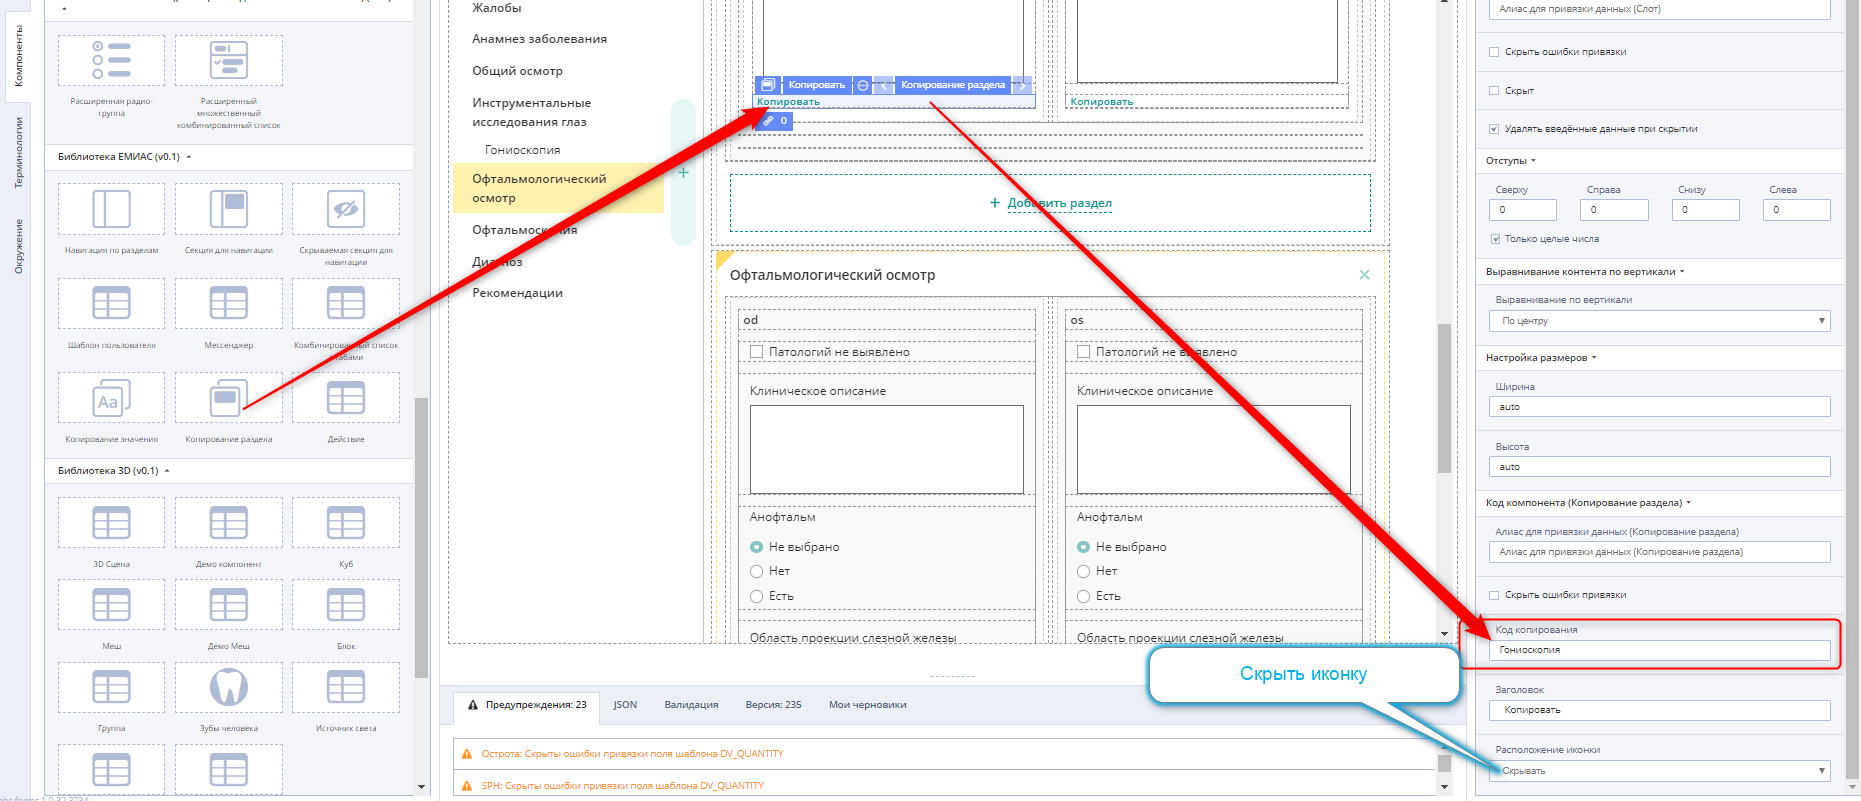 Компоненты
Терминологии
Окружение
Расширенная радио-
группа
Расширенный
множественный
комбинированный список
Библиотека ЕМИАС (v0.1)
Навигация по разделам
Секция для навигации
Скрываемая секция для
навигации
Шаблон пользователя
Мессенджер
Комбинированный список
Aa
Копирование значения
Копирование раздела
Действие
Библиотека 3D (v0.1)
3D Сцена
Демо компонент
Куб
Меш
Демо Меш
Блок
Группа
Зубы человека
Источник света
Жалобы
Анамнез заболевания
Общий осмотр
Инструментальные
исследования глаз
Гониоскопия
Офтальмологический
осмотр
Офтальмоскопия
Диагноз
Рекомендации
Копировать
Копирование раздела
Копировать
Копировать
0
+ Добавить раздел
Офтальмологический осмотр
od
os
Патологий не выявлено
Патологий не выявлено
Клиническое описание
Клиническое описание
Анофтальм
Анофтальм
Не выбрано
Не выбрано
Нет
Нет
Есть
Есть
Область проекции слезной железы
Область проекции слезной железы
Скрыть иконку
Предупреждения: 23
JSON
Валидация
Версия: 235
Мои черновики
Острота: Скрыты ошибки привязки поля шаблона DV_QUANTITY
SPH: Скрыты ошибки привязки поля шаблона DV_QUANTITY
Алиас для привязки данных (Слот)
Скрыть ошибки привязки
Скрыт
Удалять введённые данные при скрытии
Отступы
Сверху
Справа
Снизу
Слева
0
0
0
0
Только целые числа
Выравнивание контента по вертикали
Выравнивание по вертикали
По центру
Настройка размеров
Ширина
auto
Высота
auto
Код компонента (Копирование раздела)
Алиас для привязки данных (Копирование раздела)
Алиас для привязки данных (Копирование раздела)
Скрыть ошибки привязки
Код копирования
Гониоскопия
Заголовок
Копировать
Расположение иконки
Скрывать